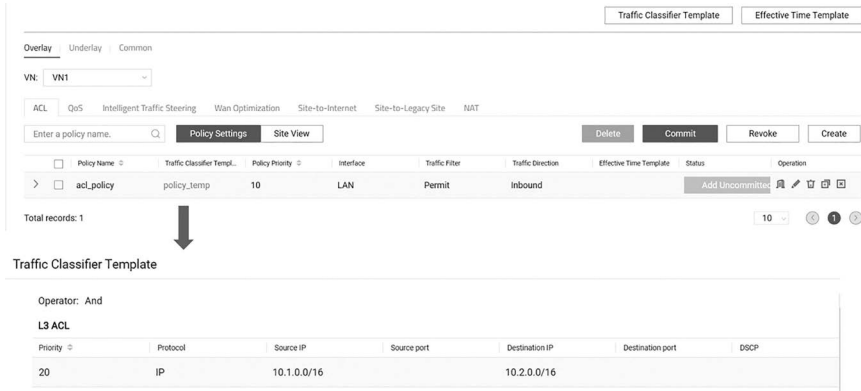 Traffic Classifier Template Effective Time Template
Overlay Underlay Common
VN: VN1
ACL QoS Intelligent Traffic Steering Wan Optimization Site-to-Internet Site-to-Legacy Site NAT
Enter a policy name. Policy Settings Site View Delete Commit Revoke Create
Policy Name Traffic Classifier Templ... Policy Priority Interface Traffic Filter Traffic Direction Effective Time Template Status Operation
acl_policy policy_temp 10 LAN Permit Inbound Add Uncommitted
Total records: 1 10 1
Traffic Classifier Template
Operator: And
L3 ACL
Priority Protocol Source IP Source port Destination IP Destination port DSCP
20 IP 10.1.0.0/16 10.2.0.0/16